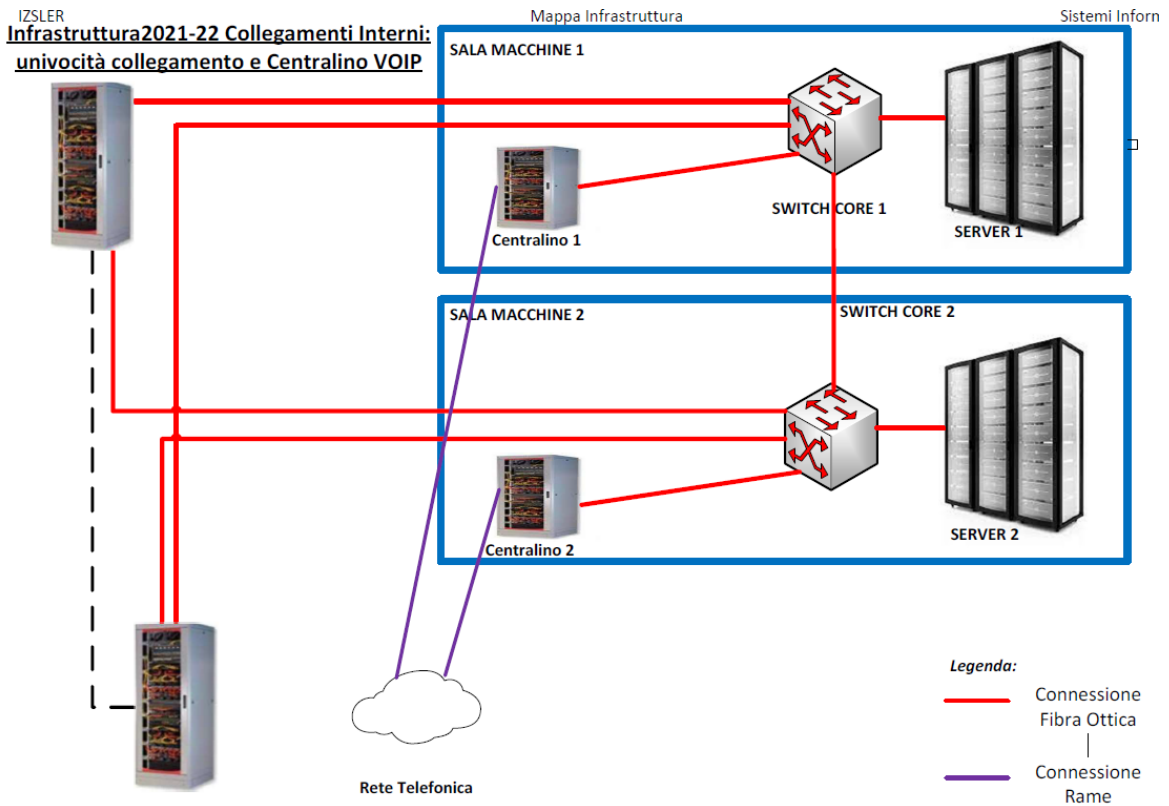 IZSLER
Mappa Infrastruttura
Sistemi Inforn
Infrastruttura2021-22 Collegamenti Interni:
univocità collegamento e Centralino VOIP
SALA MACCHINE 1
SWITCH CORE 1
Centralino 1
SERVER 1
SALA MACCHINE 2
SWITCH CORE 2
Centralino 2
SERVER 2
Legenda:
Connessione
Fibra Ottica
Connessione
Rame
Rete Telefonica